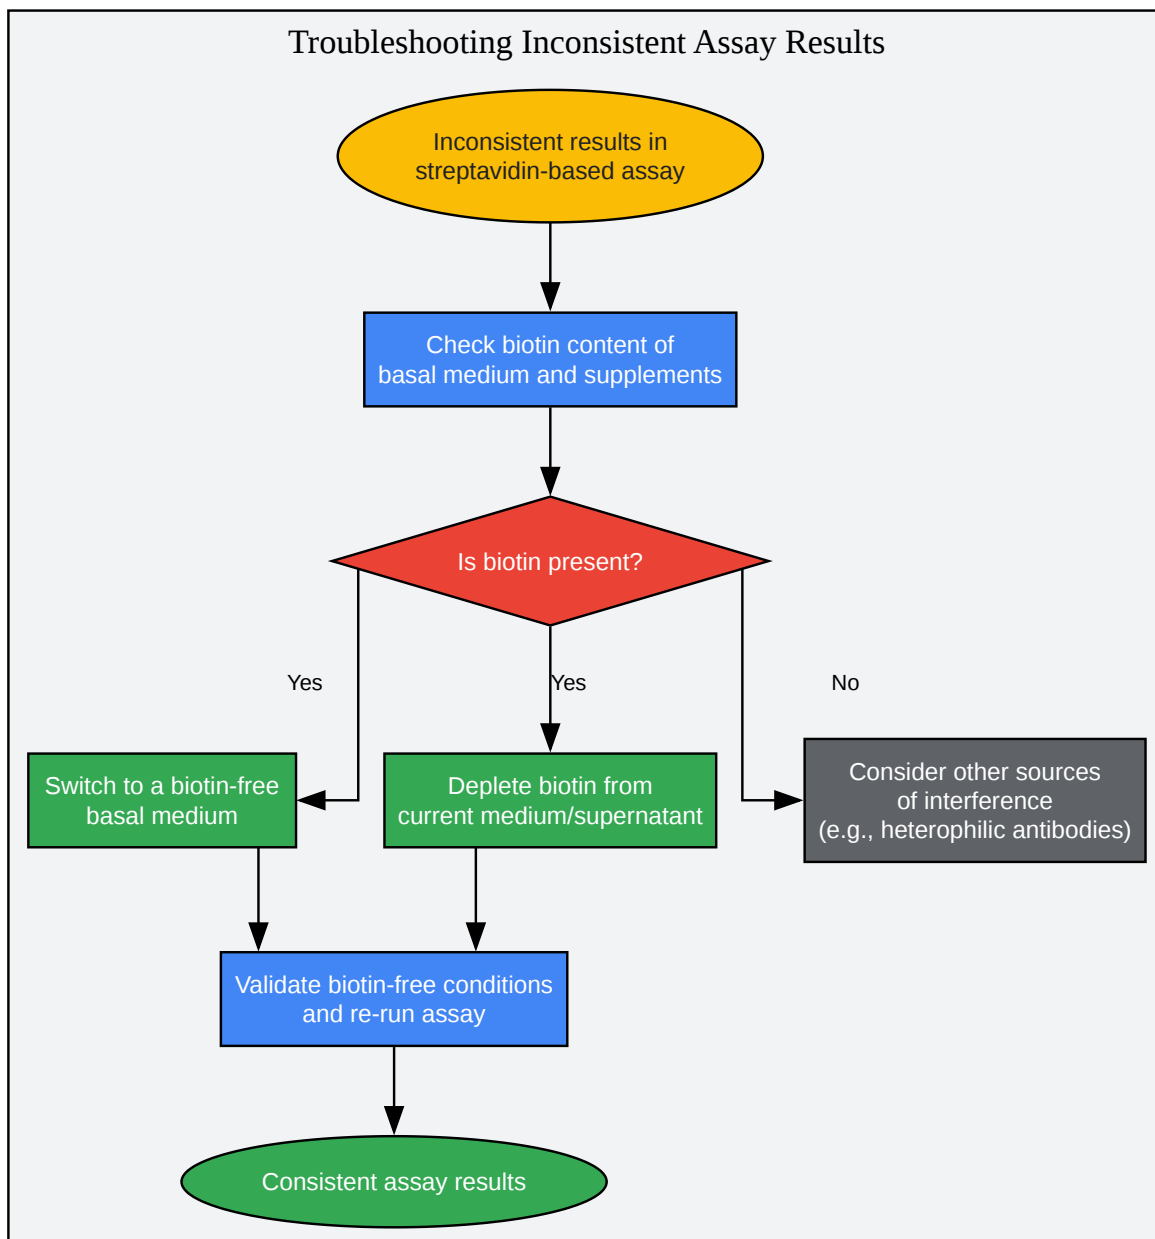 Troubleshooting Inconsistent Assay Results
Inconsistent results in
streptavidin-based assay
Check biotin content of
basal medium and supplements
Is biotin present?
Yes
Yes
No
Switch to a biotin-free
basal medium
Deplete biotin from
current medium/supernatant
Consider other sources
of interference
(e.g., heterophilic antibodies)
Validate biotin-free conditions
and re-run assay
Consistent assay results